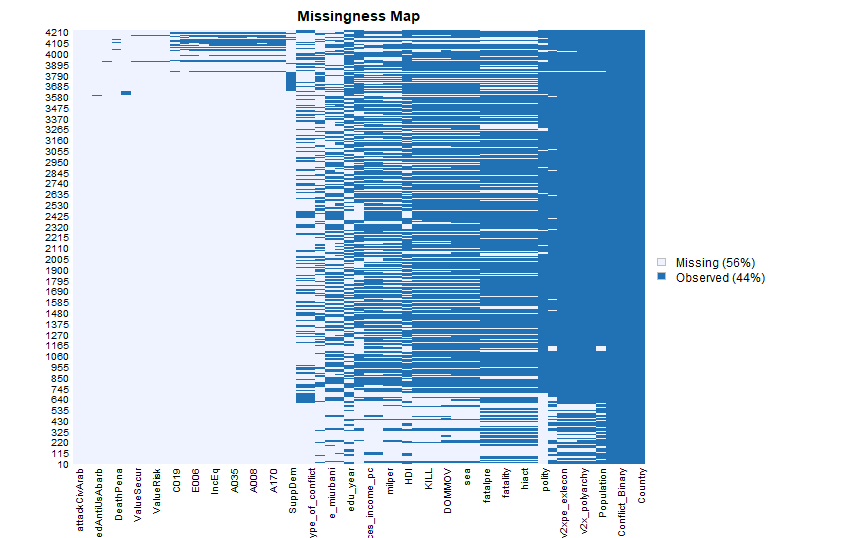 Missingness Map
4210
4105
4000
3895
3790
3685
3580
3475
3370
3265
3160
3055
2950
2845
2740
2635
2530
2425
2320
2215
2110
2005
1900
1795
1690
1585
1480
1375
1270
1165
1060
955
850
745
640
535
430
325
220
115
10
Missing (56%)
Observed (44%)
attackCivArab
edAntiUsAbarb
DeathPena
ValueSecur
ValueRisk
C019
E006
IncEq
A035
A008
A170
SuppDem
ype_of_conflict
e_miurbani
edu_year
ces_income_pc
milper
HDI
KILL
DOMMOV
sea
fatalpre
fatality
hiact
polity
v2xpe_exlecon
v2x_polyarchy
Population
Conflict_Binary
Country